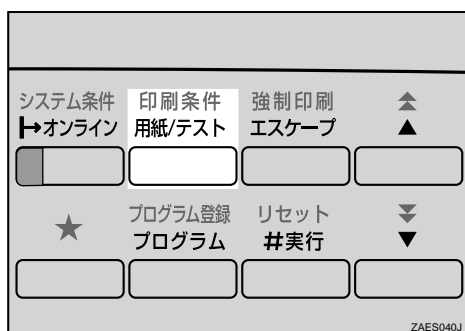 システム条件 印刷条件 強制印刷
オンライン 用紙/テスト エスケープ ▲
★ プログラム登録 リセット
プログラム #実行 ▼
ZAES040J